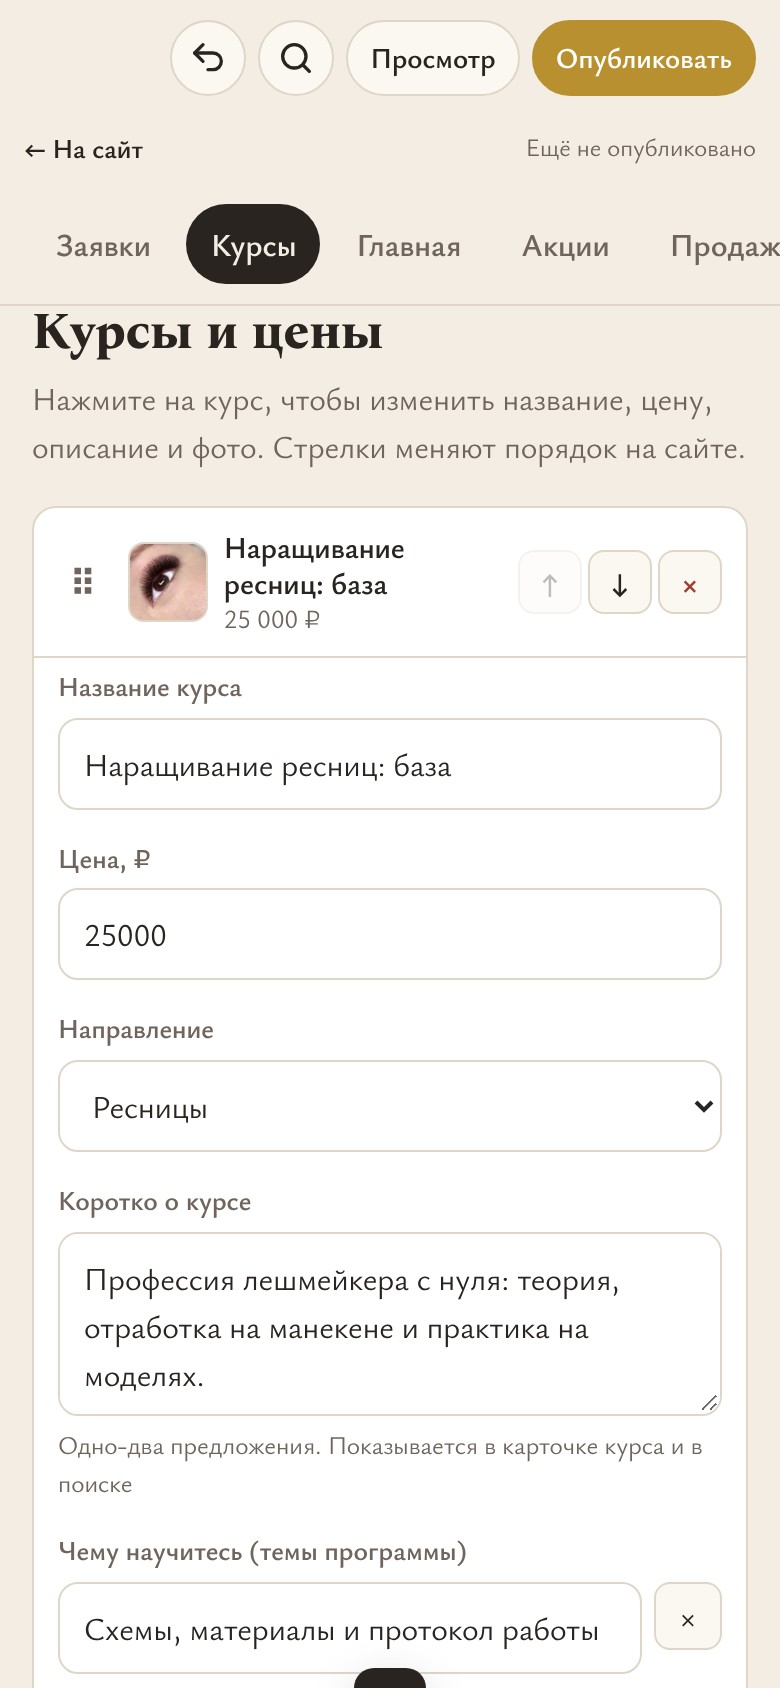 Просмотр
Опубликовать
← На сайт
Ещё не опубликовано
Заявки
Курсы
Главная
Акции
Продаж
Курсы и цены
Нажмите на курс, чтобы изменить название, цену,
описание и фото. Стрелки меняют порядок на сайте.
Наращивание
ресниц: база
25 000 ₽
↑
↓
×
Название курса
Наращивание ресниц: база
Цена, ₽
25000
Направление
Ресницы
Коротко о курсе
Профессия лешмейкера с нуля: теория,
отработка на манекене и практика на
моделях.
Одно-два предложения. Показывается в карточке курса и в
поиске
Чему научитесь (темы программы)
Схемы, материалы и протокол работы
×